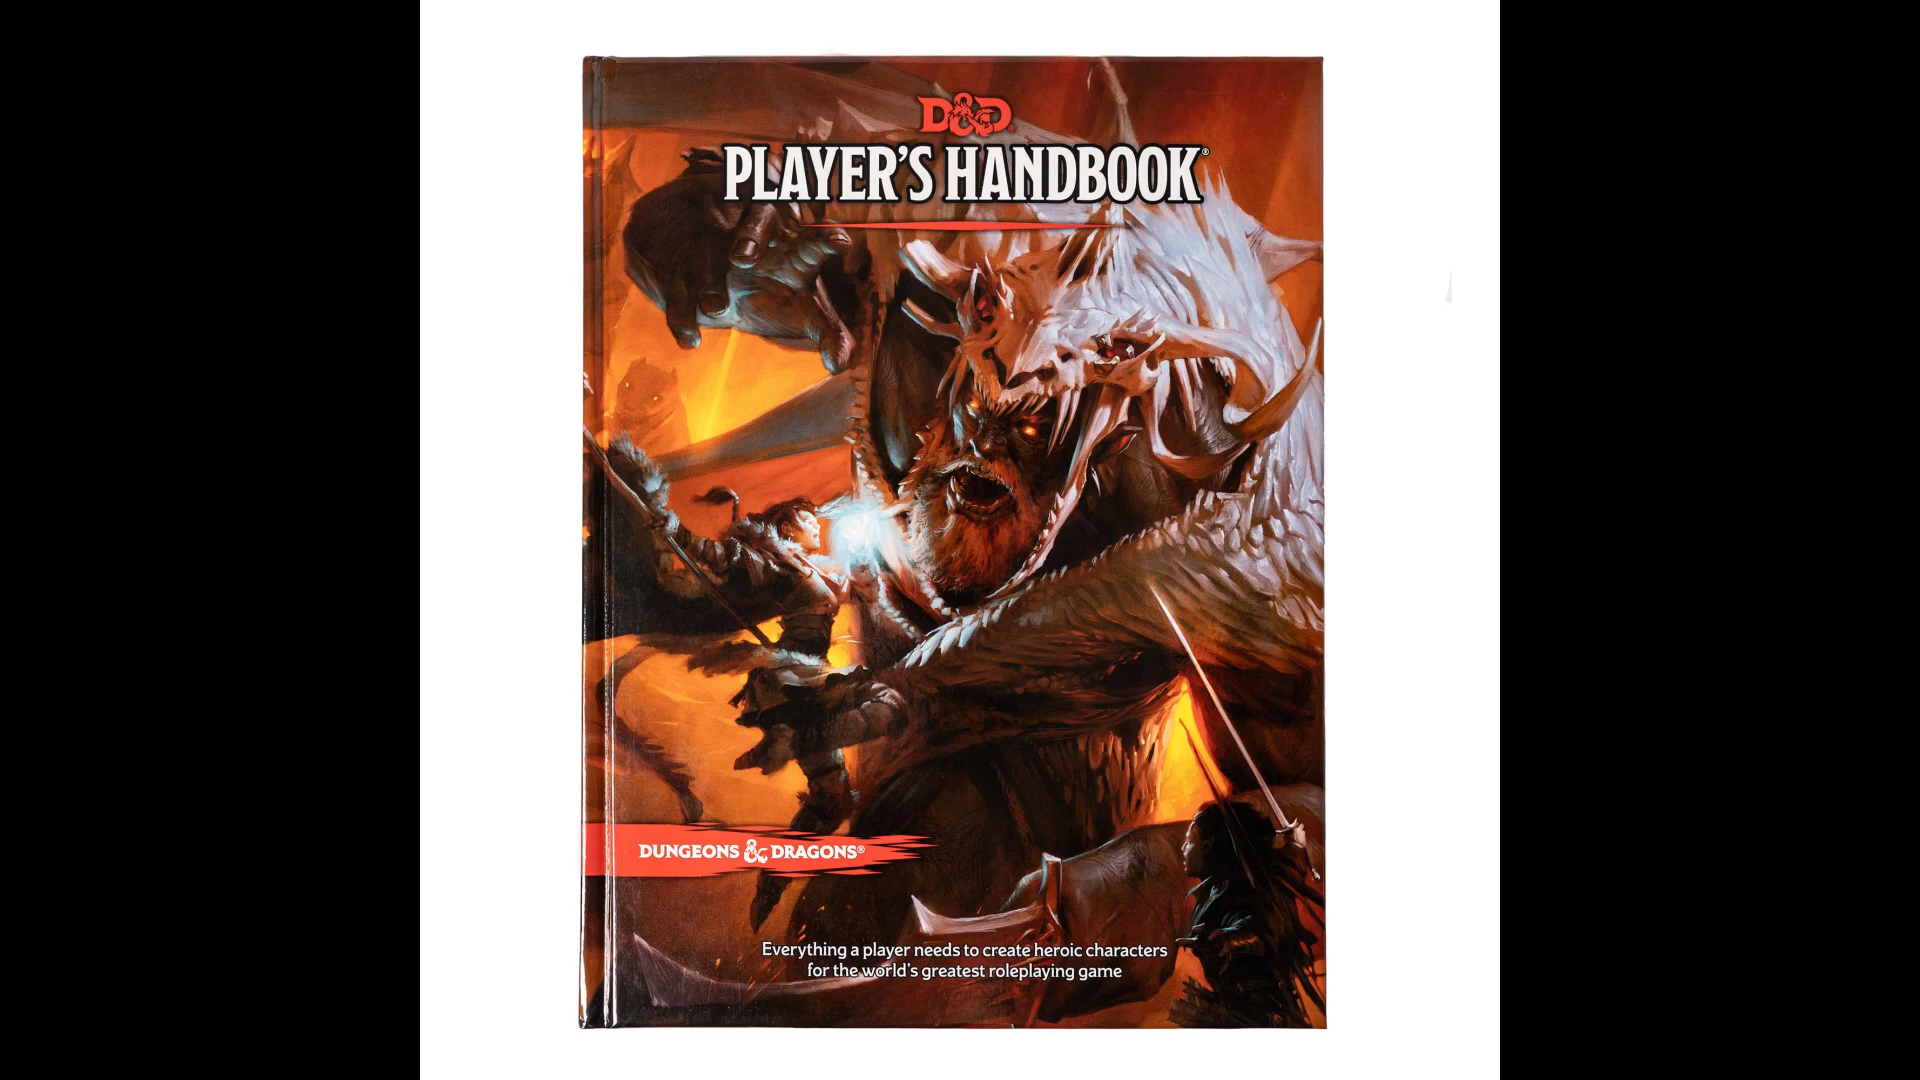 D&D®
PLAYER'S HANDBOOK®
DUNGEONS & DRAGONS®
Everything a player needs to create heroic characters
for the world's greatest roleplaying game